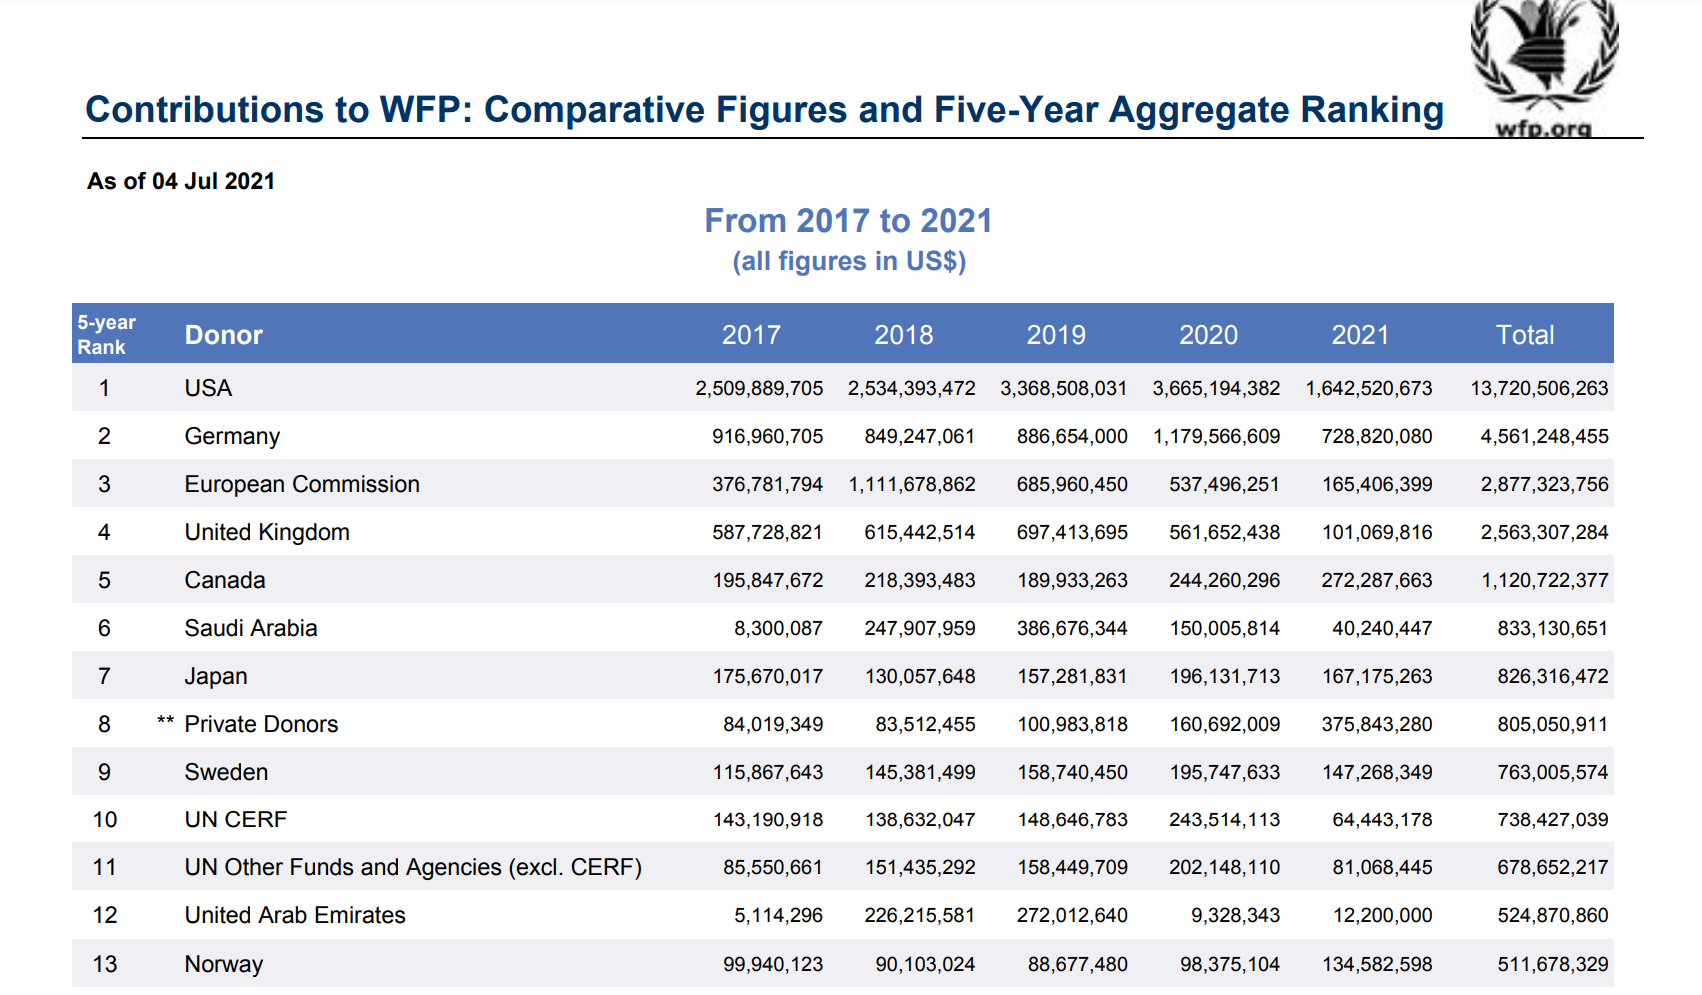 wfp.org
Contributions to WFP: Comparative Figures and Five-Year Aggregate Ranking
As of 04 Jul 2021
From 2017 to 2021
(all figures in US$)
5-year Rank Donor 2017 2018 2019 2020 2021 Total
1 USA 2,509,889,705 2,534,393,472 3,368,508,031 3,665,194,382 1,642,520,673 13,720,506,263
2 Germany 916,960,705 849,247,061 886,654,000 1,179,566,609 728,820,080 4,561,248,455
3 European Commission 376,781,794 1,111,678,862 685,960,450 537,496,251 165,406,399 2,877,323,756
4 United Kingdom 587,728,821 615,442,514 697,413,695 561,652,438 101,069,816 2,563,307,284
5 Canada 195,847,672 218,393,483 189,933,263 244,260,296 272,287,663 1,120,722,377
6 Saudi Arabia 8,300,087 247,907,959 386,676,344 150,005,814 40,240,447 833,130,651
7 Japan 175,670,017 130,057,648 157,281,831 196,131,713 167,175,263 826,316,472
8 ** Private Donors 84,019,349 83,512,455 100,983,818 160,692,009 375,843,280 805,050,911
9 Sweden 115,867,643 145,381,499 158,740,450 195,747,633 147,268,349 763,005,574
10 UN CERF 143,190,918 138,632,047 148,646,783 243,514,113 64,443,178 738,427,039
11 UN Other Funds and Agencies (excl. CERF) 85,550,661 151,435,292 158,449,709 202,148,110 81,068,445 678,652,217
12 United Arab Emirates 5,114,296 226,215,581 272,012,640 9,328,343 12,200,000 524,870,860
13 Norway 99,940,123 90,103,024 88,677,480 98,375,104 134,582,598 511,678,329